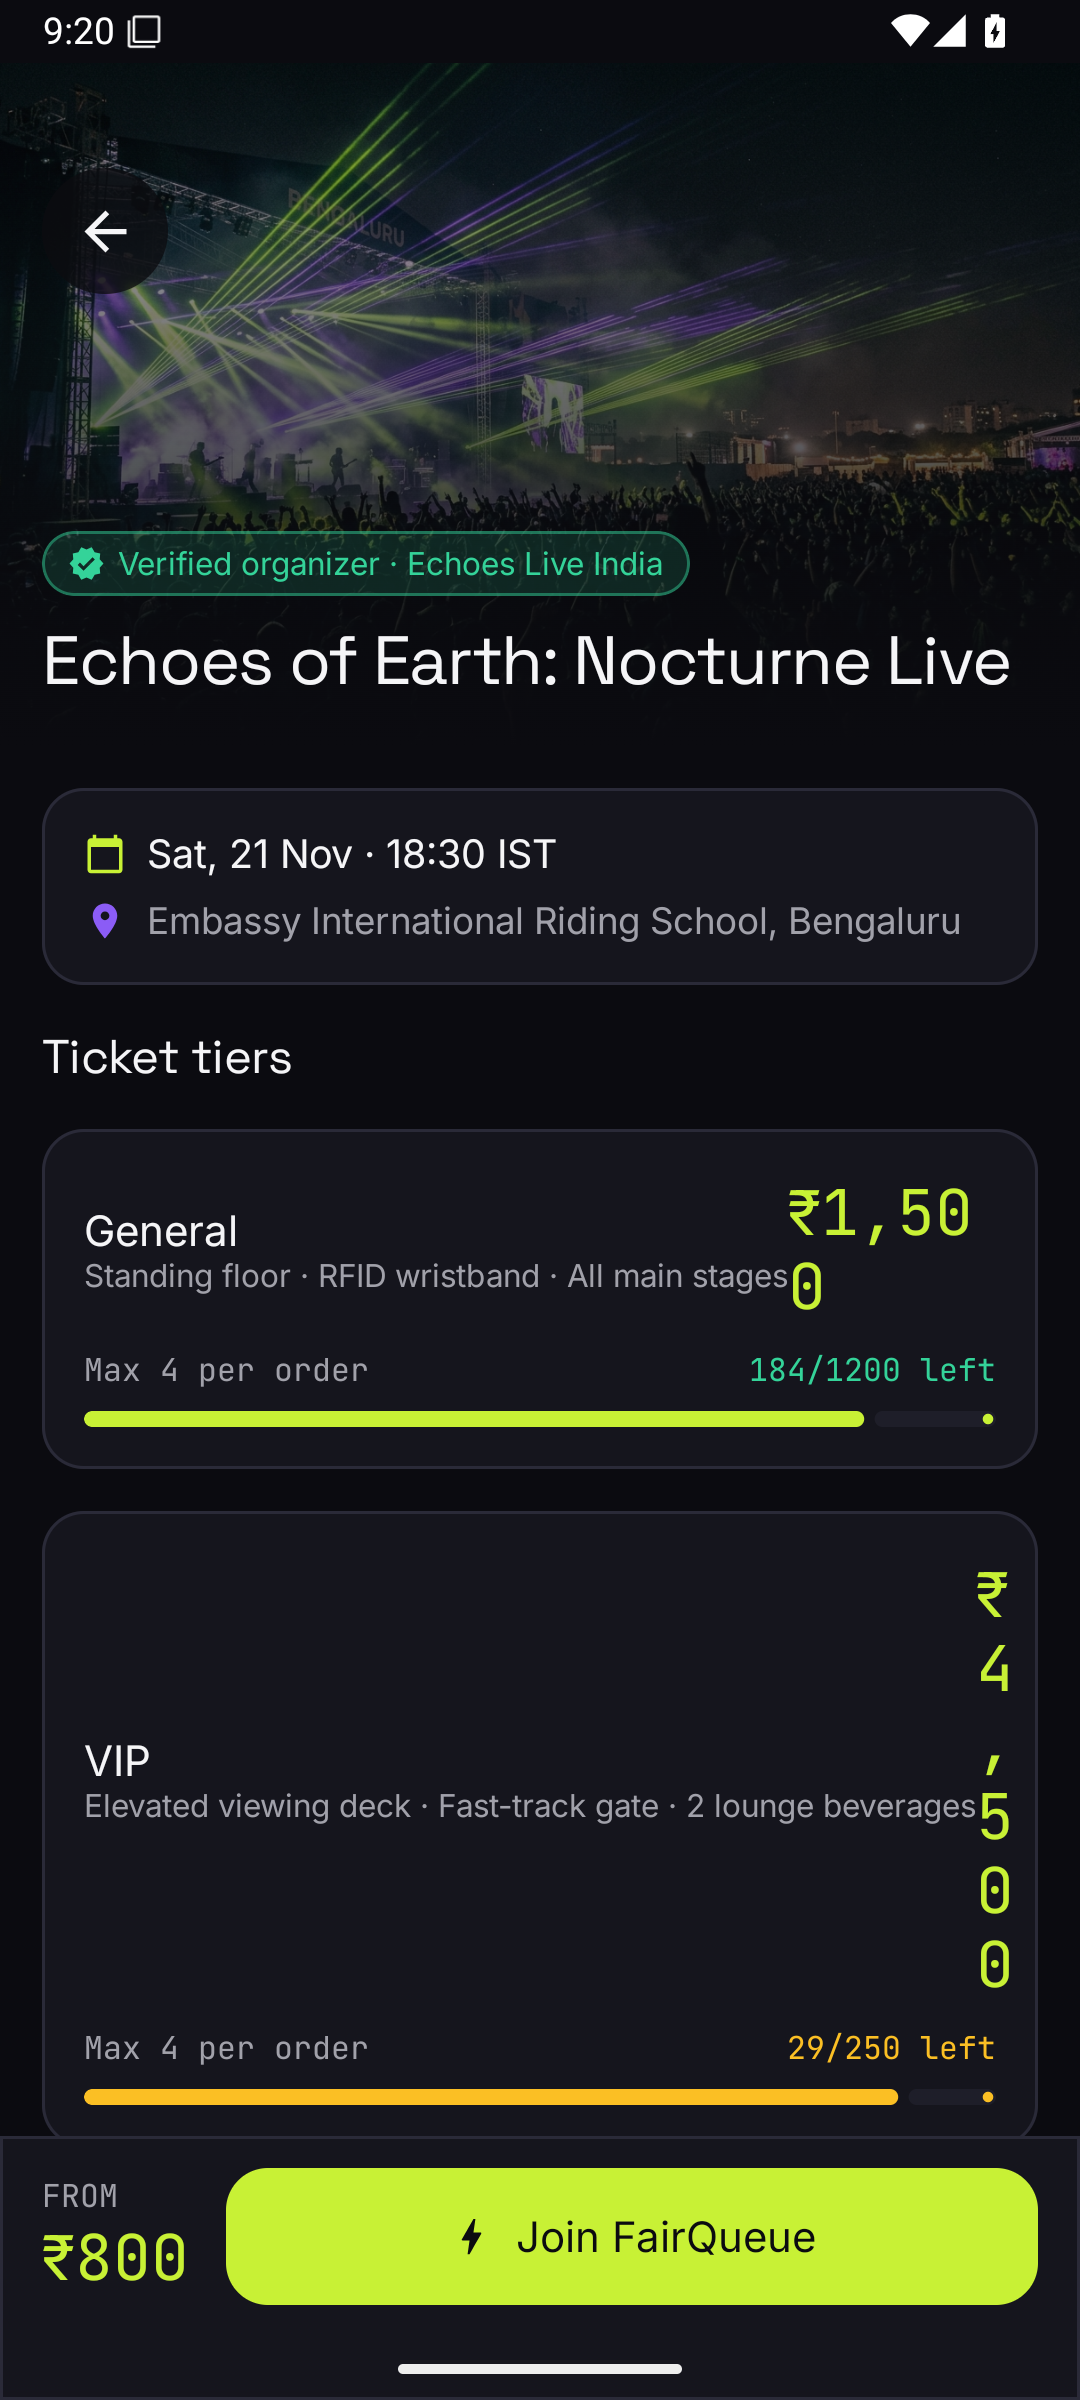 9:20
BENGALURU
Verified organizer · Echoes Live India
Echoes of Earth: Nocturne Live
Sat, 21 Nov · 18:30 IST
Embassy International Riding School, Bengaluru
Ticket tiers
General
Standing floor · RFID wristband · All main stages
₹1,50
0
Max 4 per order
184/1200 left
VIP
Elevated viewing deck · Fast-track gate · 2 lounge beverages
₹
4
,
5
0
0
Max 4 per order
29/250 left
FROM
₹800
Join FairQueue